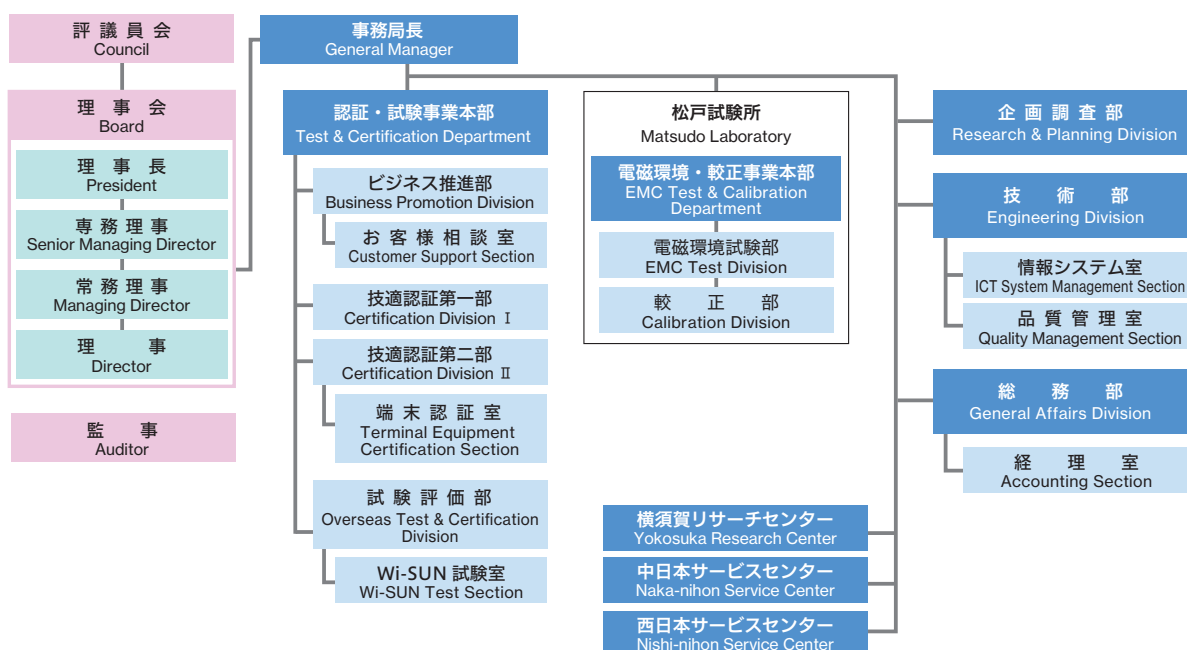 評議員会
Council
理事会
Board
理事長
President
専務理事
Senior Managing Director
常務理事
Managing Director
理事
Director
監事
Auditor
事務局長
General Manager
認証・試験事業本部
Test & Certification Department
ビジネス推進部
Business Promotion Division
お客様相談室
Customer Support Section
技適認証第一部
Certification Division Ⅰ
技適認証第二部
Certification Division Ⅱ
端末認証室
Terminal Equipment
Certification Section
試験評価部
Overseas Test & Certification
Division
Wi-SUN 試験室
Wi-SUN Test Section
松戸試験所
Matsudo Laboratory
電磁環境・較正事業本部
EMC Test & Calibration
Department
電磁環境試験部
EMC Test Division
較正部
Calibration Division
企画調査部
Research & Planning Division
技術部
Engineering Division
情報システム室
ICT System Management Section
品質管理室
Quality Management Section
総務部
General Affairs Division
経理室
Accounting Section
横須賀リサーチセンター
Yokosuka Research Center
中日本サービスセンター
Naka-nihon Service Center
西日本サービスセンター
Nishi-nihon Service Center